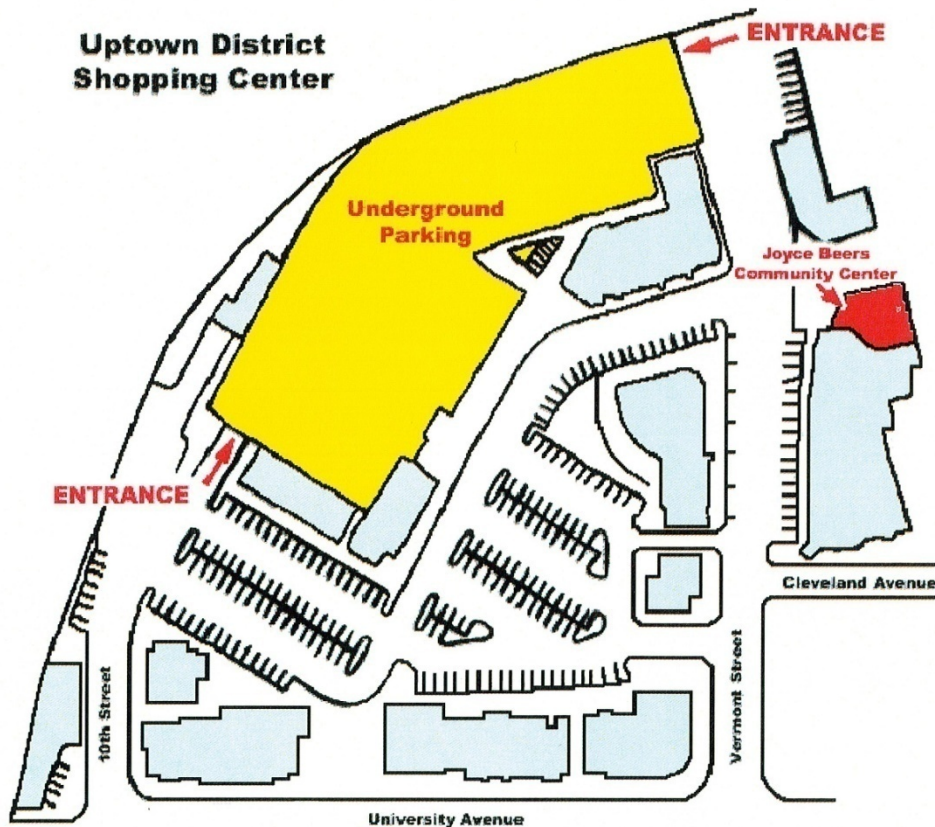 Uptown District
Shopping Center
ENTRANCE
Underground
Parking
Joyce Beers
Community Center
ENTRANCE
Cleveland Avenue
10th Street
Vermont Street
University Avenue